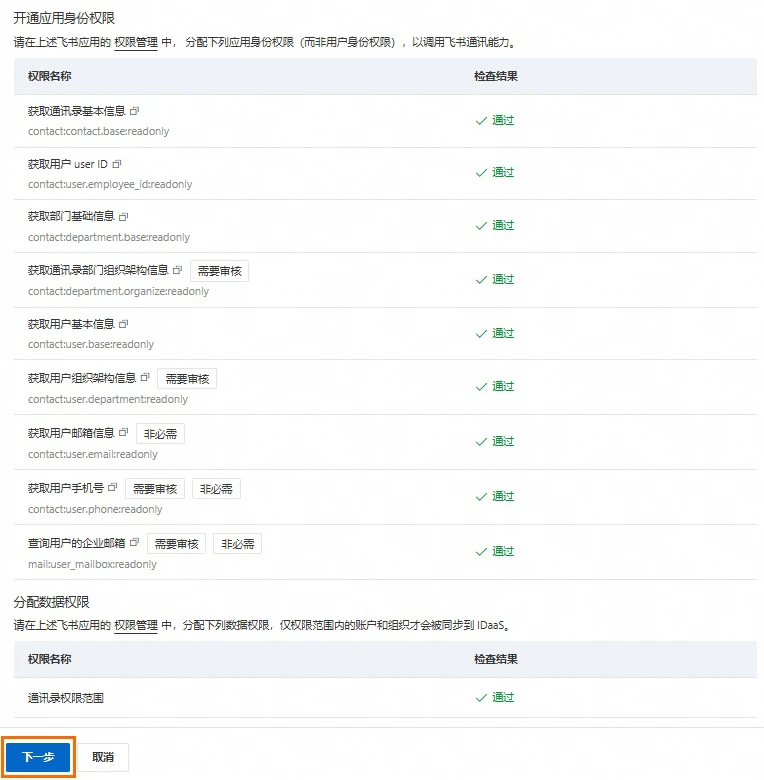 开通应用身份权限
请在上述飞书应用的 权限管理 中，分配下列应用身份权限（而非用户身份权限），以调用飞书通讯能力。
权限名称 检查结果
获取通讯录基本信息
contact:contact.base:readonly
通过
获取用户 user ID
contact:user.employee_id:readonly
通过
获取部门基础信息
contact:department.base:readonly
通过
获取通讯录部门组织架构信息 需要审核
contact:department.organize:readonly
通过
获取用户基本信息
contact:user.base:readonly
通过
获取用户组织架构信息 需要审核
contact:user.department:readonly
通过
获取用户邮箱信息 非必需
contact:user.email:readonly
通过
获取用户手机号 需要审核 非必需
contact:user.phone:readonly
通过
查询用户的企业邮箱 需要审核 非必需
mail:user_mailbox:readonly
通过
分配数据权限
请在上述飞书应用的 权限管理 中，分配下列数据权限，仅权限范围内的账户和组织才会被同步到 IDaaS。
权限名称 检查结果
通讯录权限范围 通过
下一步 取消